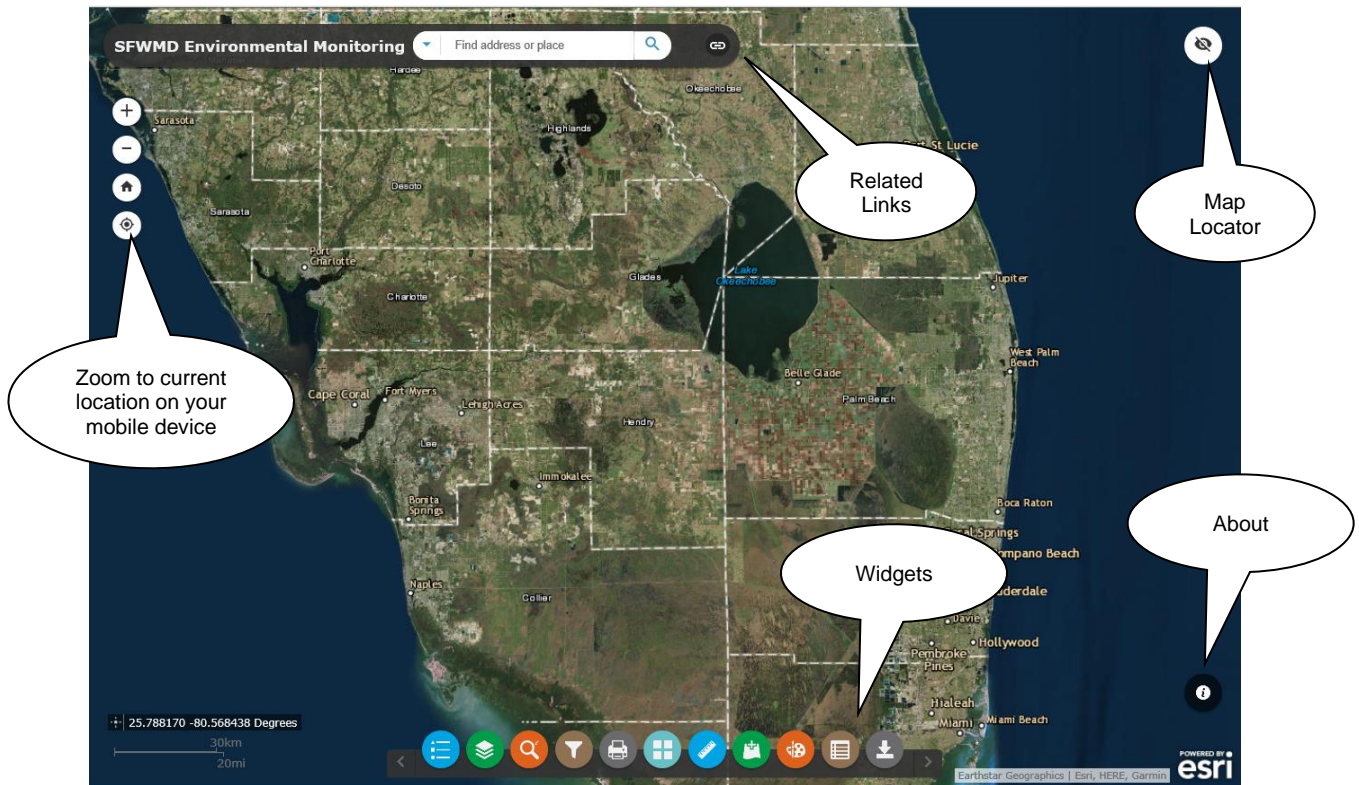 SFWMD Environmental Monitoring
Find address or place
Hardee
Okeechobee
Sarasota
Highlands
Port St Lucie
Related
Links
Map
Locator
Desoto
Sarasota
Port
Charlotte
Glades
Lake
Okeechobee
Jupiter
Charlotte
West Palm
Beach
Zoom to current
location on your
mobile device
Belle Glade
Cape Coral
Fort Myers
Lehigh Acres
Palm Beach
Hendry
Lee
Immokalee
Bonita
Springs
Boca Raton
About
Springs
ompano Beach
Widgets
Naples
Collier
uderdale
Davie
Hollywood
Pembroke
Pines
Hialeah
Miami
Miami Beach
25.788170 -80.568438 Degrees
30km
20mi
POWERED BY
esri
Earthstar Geographics | Esri, HERE, Garmin